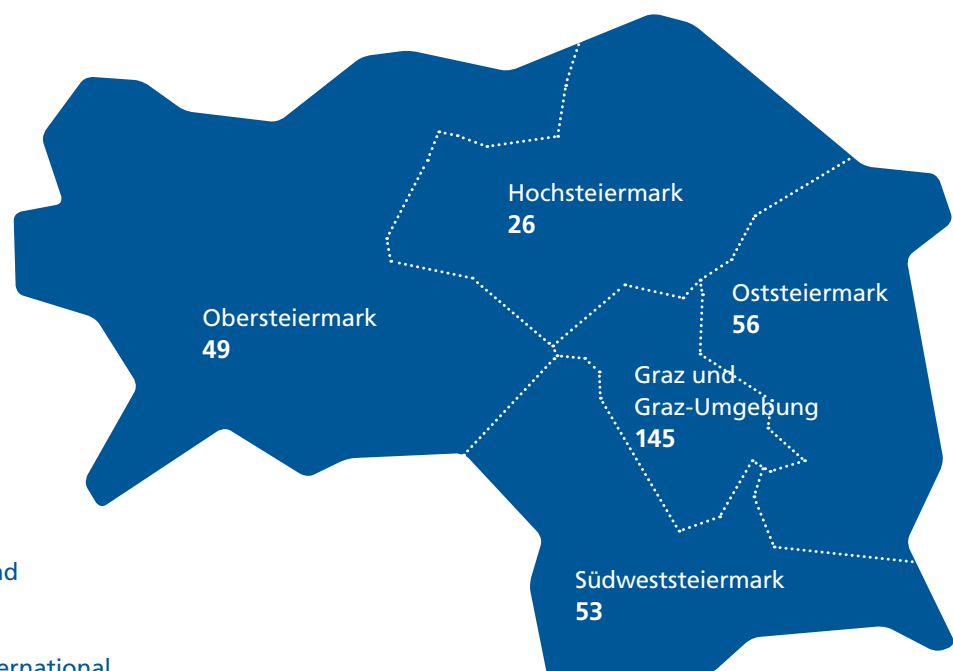 Hochsteiermark
26
Oststeiermark
56
Obersteiermark
49
Graz und
Graz-Umgebung
145
Südweststeiermark
53